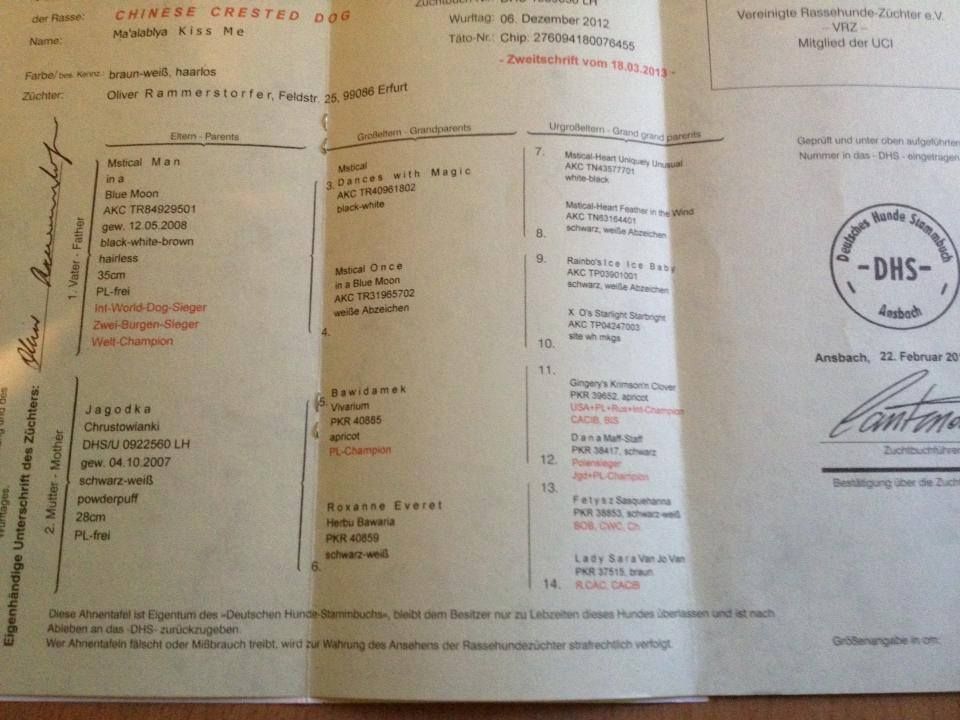 der Rasse: CHINESE CRESTED DOG
Name: Ma'alablya Kiss Me
Farbe/ bes. Kennz.: braun-weiß, haarlos
Züchter: Oliver Rammerstorfer, Feldstr. 25, 99086 Erfurt
Wurftag: 06. Dezember 2012
Täto-Nr.: Chip: 276094180076455
- Zweitschrift vom 18.03.2013 -
Vereinigte Rassehunde-Züchter e.V.
- VRZ -
Mitglied der UCI
Eltern - Parents
1. Vater - Father
Mstical Man
in a
Blue Moon
AKC TR84929501
gew. 12.05.2008
black-white-brown
hairless
35cm
PL-frei
Int-World-Dog-Sieger
Zwei-Burgen-Sieger
Welt-Champion
2. Mutter - Mother
Jagodka
Chrustowianki
DHS/U 0922560 LH
gew. 04.10.2007
schwarz-weiß
powderpuff
28cm
PL-frei
Großeltern - Grandparents
Mstical
3. Dances with Magic
AKC TR40961802
black-white
Mstical Once
in a Blue Moon
AKC TR31965702
weiße Abzeichen
4.
Bawidamek
5. Vivarium
PKR 40885
apricot
PL-Champion
Roxanne Everet
Herbu Bawaria
PKR 40859
schwarz-weiß
6.
Urgroßeltern - Grand grand parents
7. Mstical-Heart Uniquely Unusual
AKC TN43577701
white-black
Mstical-Heart Feather in the Wind
AKC TN63164401
8. schwarz, weiße Abzeichen
9. Rainbo's Ice Ice Baby
AKC TP03901001
schwarz, weiße Abzeichen
X O's Starlight Starbright
AKC TP04247003
site wh mkgs
10.
11.
Gingery's Krimson'n Clover
PKR 39652, apricot
USA+PL+Rus+Int-Champion
CACIB, BIS
Dana Maff-Staff
PKR 38417, schwarz
12. Polensieger
Jgd+PL-Champion
13.
Fetysz Sasquehanna
PKR 38853, schwarz-weiß
BOB, CWC, Ch.
Lady Sara Van Jo Van
PKR 37515, braun
14. R.CAC, CACIB
Geprüft und unter oben aufgeführten
Nummer in das - DHS - eingetragen
Deutsches Hunde Stammbuch
-DHS-
Ansbach
Ansbach, 22. Februar
Zuchtbuchführer
Bestätigung über die
Größenangabe in cm:
Eigenhändige Unterschrift des Züchters:
Wurftages.
Diese Ahnentafel ist Eigentum des »Deutschen Hunde-Stammbuchs«, bleibt dem Besitzer nur zu Lebzeiten dieses Hundes überlassen und ist nach
Ableben an das -DHS- zurückzugeben.
Wer Ahnentafeln fälscht oder Mißbrauch treibt, wird zur Wahrung des Ansehens der Rassehundezüchter strafrechtlich verfolgt.